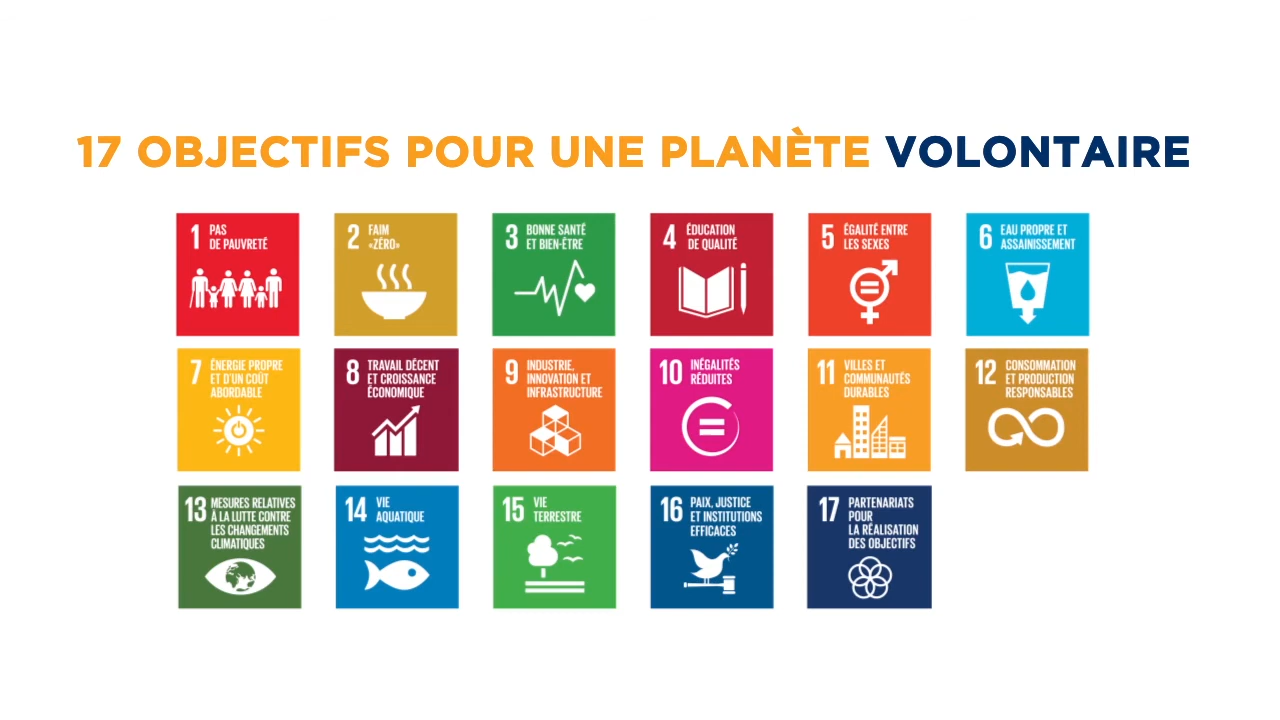 17 OBJECTIFS POUR UNE PLANÈTE VOLONTAIRE
1 PAS
DE PAUVRETÉ
2 FAIM
«ZÉRO»
3 BONNE SANTÉ
ET BIEN-ÊTRE
4 ÉDUCATION
DE QUALITÉ
5 ÉGALITÉ ENTRE
LES SEXES
6 EAU PROPRE ET
ASSAINISSEMENT
7 ÉNERGIE PROPRE
ET D'UN COÛT
ABORDABLE
8 TRAVAIL DÉCENT
ET CROISSANCE
ÉCONOMIQUE
9 INDUSTRIE,
INNOVATION ET
INFRASTRUCTURE
10 INÉGALITÉS
RÉDUITES
11 VILLES ET
COMMUNAUTÉS
DURABLES
12 CONSOMMATION
ET PRODUCTION
RESPONSABLES
13 MESURES RELATIVES
À LA LUTTE CONTRE
LES CHANGEMENTS
CLIMATIQUES
14 VIE
AQUATIQUE
15 VIE
TERRESTRE
16 PAIX, JUSTICE
ET INSTITUTIONS
EFFICACES
17 PARTENARIATS
POUR
LA RÉALISATION
DES OBJECTIFS